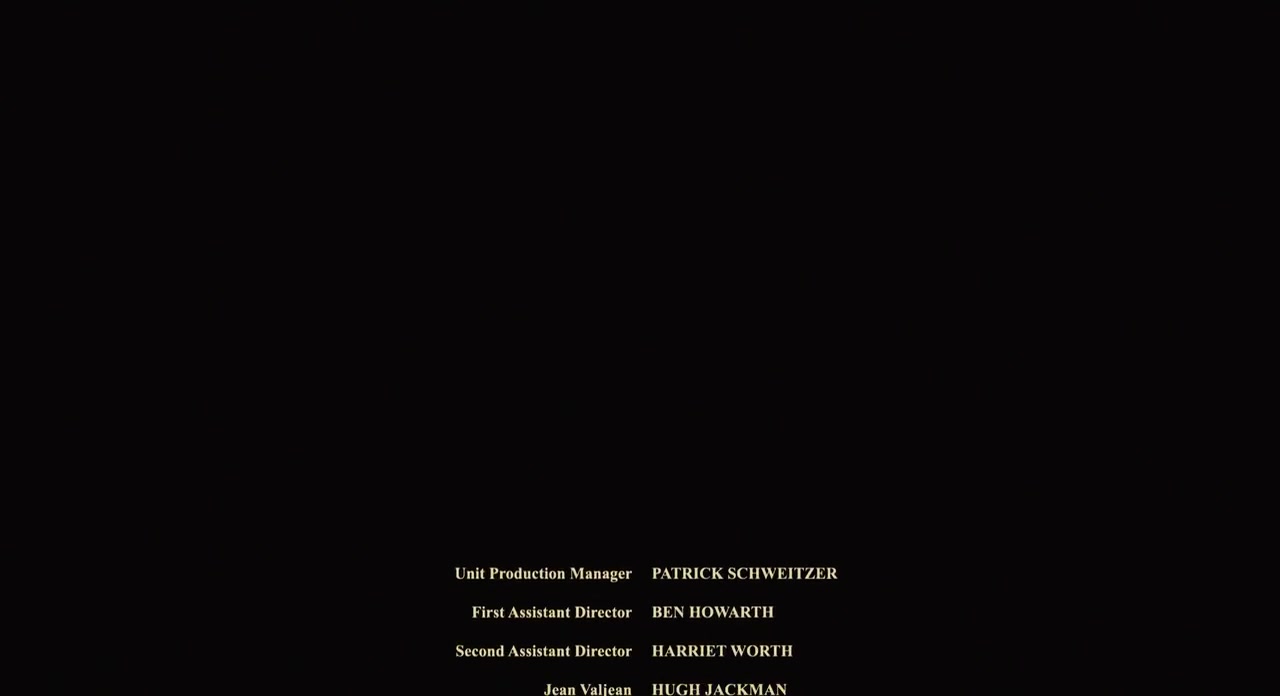 Unit Production Manager PATRICK SCHWEITZER
First Assistant Director BEN HOWARTH
Second Assistant Director HARRIET WORTH
Jean Valjean HUGH JACKMAN